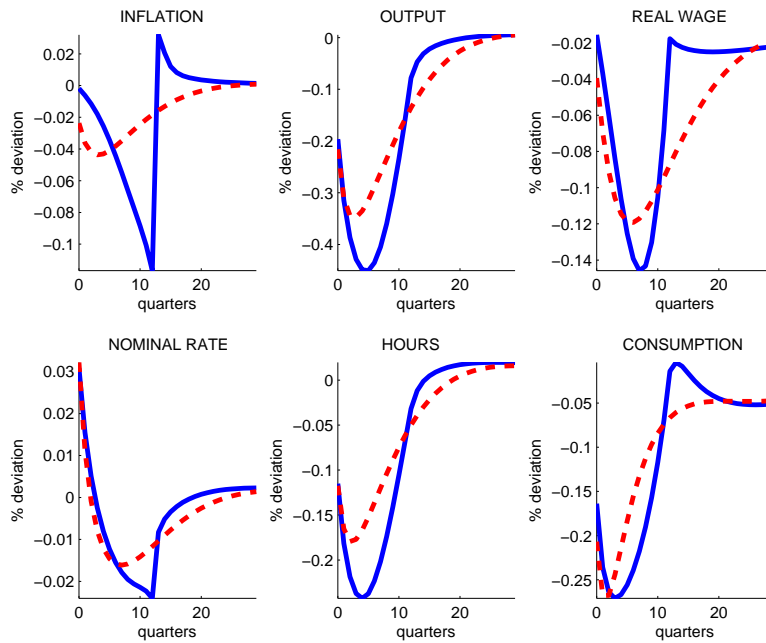 INFLATION
0.02
0
−0.02
−0.04
−0.06
−0.08
−0.1
% deviation
0 10 20
quarters
OUTPUT
0
−0.1
−0.2
−0.3
−0.4
% deviation
0 10 20
quarters
REAL WAGE
−0.02
−0.04
−0.06
−0.08
−0.1
−0.12
−0.14
% deviation
0 10 20
quarters
NOMINAL RATE
0.03
0.02
0.01
0
−0.01
−0.02
% deviation
0 10 20
quarters
HOURS
0
−0.05
−0.1
−0.15
−0.2
% deviation
0 10 20
quarters
CONSUMPTION
−0.05
−0.1
−0.15
−0.2
−0.25
% deviation
0 10 20
quarters